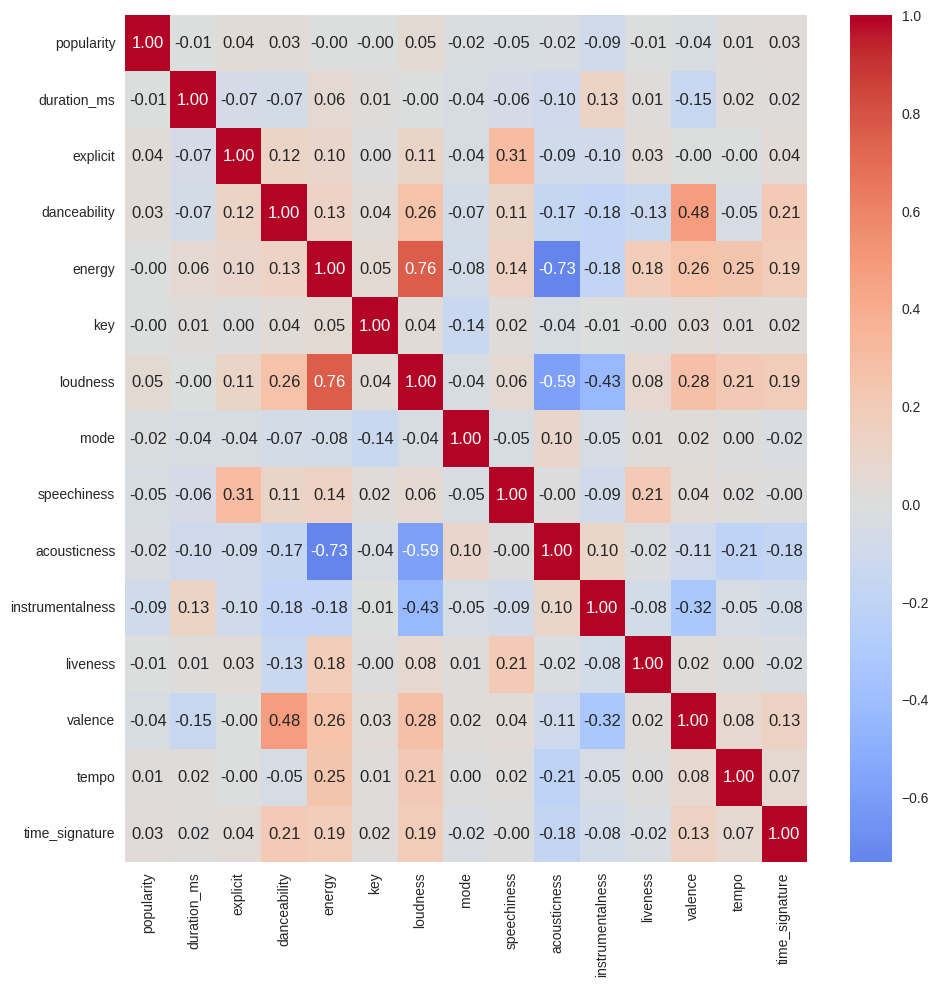 popularity 1.00 -0.01 0.04 0.03 -0.00 -0.00 0.05 -0.02 -0.05 -0.02 -0.09 -0.01 -0.04 0.01 0.03
duration_ms -0.01 1.00 -0.07 -0.07 0.06 0.01 -0.00 -0.04 -0.06 -0.10 0.13 0.01 -0.15 0.02 0.02
explicit 0.04 -0.07 1.00 0.12 0.10 0.00 0.11 -0.04 0.31 -0.09 -0.10 0.03 -0.00 -0.00 0.04
danceability 0.03 -0.07 0.12 1.00 0.13 0.04 0.26 -0.07 0.11 -0.17 -0.18 -0.13 0.48 -0.05 0.21
energy -0.00 0.06 0.10 0.13 1.00 0.05 0.76 -0.08 0.14 -0.73 -0.18 0.18 0.26 0.25 0.19
key -0.00 0.01 0.00 0.04 0.05 1.00 0.04 -0.14 0.02 -0.04 -0.01 -0.00 0.03 0.01 0.02
loudness 0.05 -0.00 0.11 0.26 0.76 0.04 1.00 -0.04 0.06 -0.59 -0.43 0.08 0.28 0.21 0.19
mode -0.02 -0.04 -0.04 -0.07 -0.08 -0.14 -0.04 1.00 -0.05 0.10 -0.05 0.01 0.02 0.00 -0.02
speechiness -0.05 -0.06 0.31 0.11 0.14 0.02 0.06 -0.05 1.00 -0.00 -0.09 0.21 0.04 0.02 -0.00
acousticness -0.02 -0.10 -0.09 -0.17 -0.73 -0.04 -0.59 0.10 -0.00 1.00 0.10 -0.02 -0.11 -0.21 -0.18
instrumentalness -0.09 0.13 -0.10 -0.18 -0.18 -0.01 -0.43 -0.05 -0.09 0.10 1.00 -0.08 -0.32 -0.05 -0.08
liveness -0.01 0.01 0.03 -0.13 0.18 -0.00 0.08 0.01 0.21 -0.02 -0.08 1.00 0.02 0.00 -0.02
valence -0.04 -0.15 -0.00 0.48 0.26 0.03 0.28 0.02 0.04 -0.11 -0.32 0.02 1.00 0.08 0.13
tempo 0.01 0.02 -0.00 -0.05 0.25 0.01 0.21 0.00 0.02 -0.21 -0.05 0.00 0.08 1.00 0.07
time_signature 0.03 0.02 0.04 0.21 0.19 0.02 0.19 -0.02 -0.00 -0.18 -0.08 -0.02 0.13 0.07 1.00
popularity
duration_ms
explicit
danceability
energy
key
loudness
mode
speechiness
acousticness
instrumentalness
liveness
valence
tempo
time_signature
1.0
0.8
0.6
0.4
0.2
0.0
−0.2
−0.4
−0.6